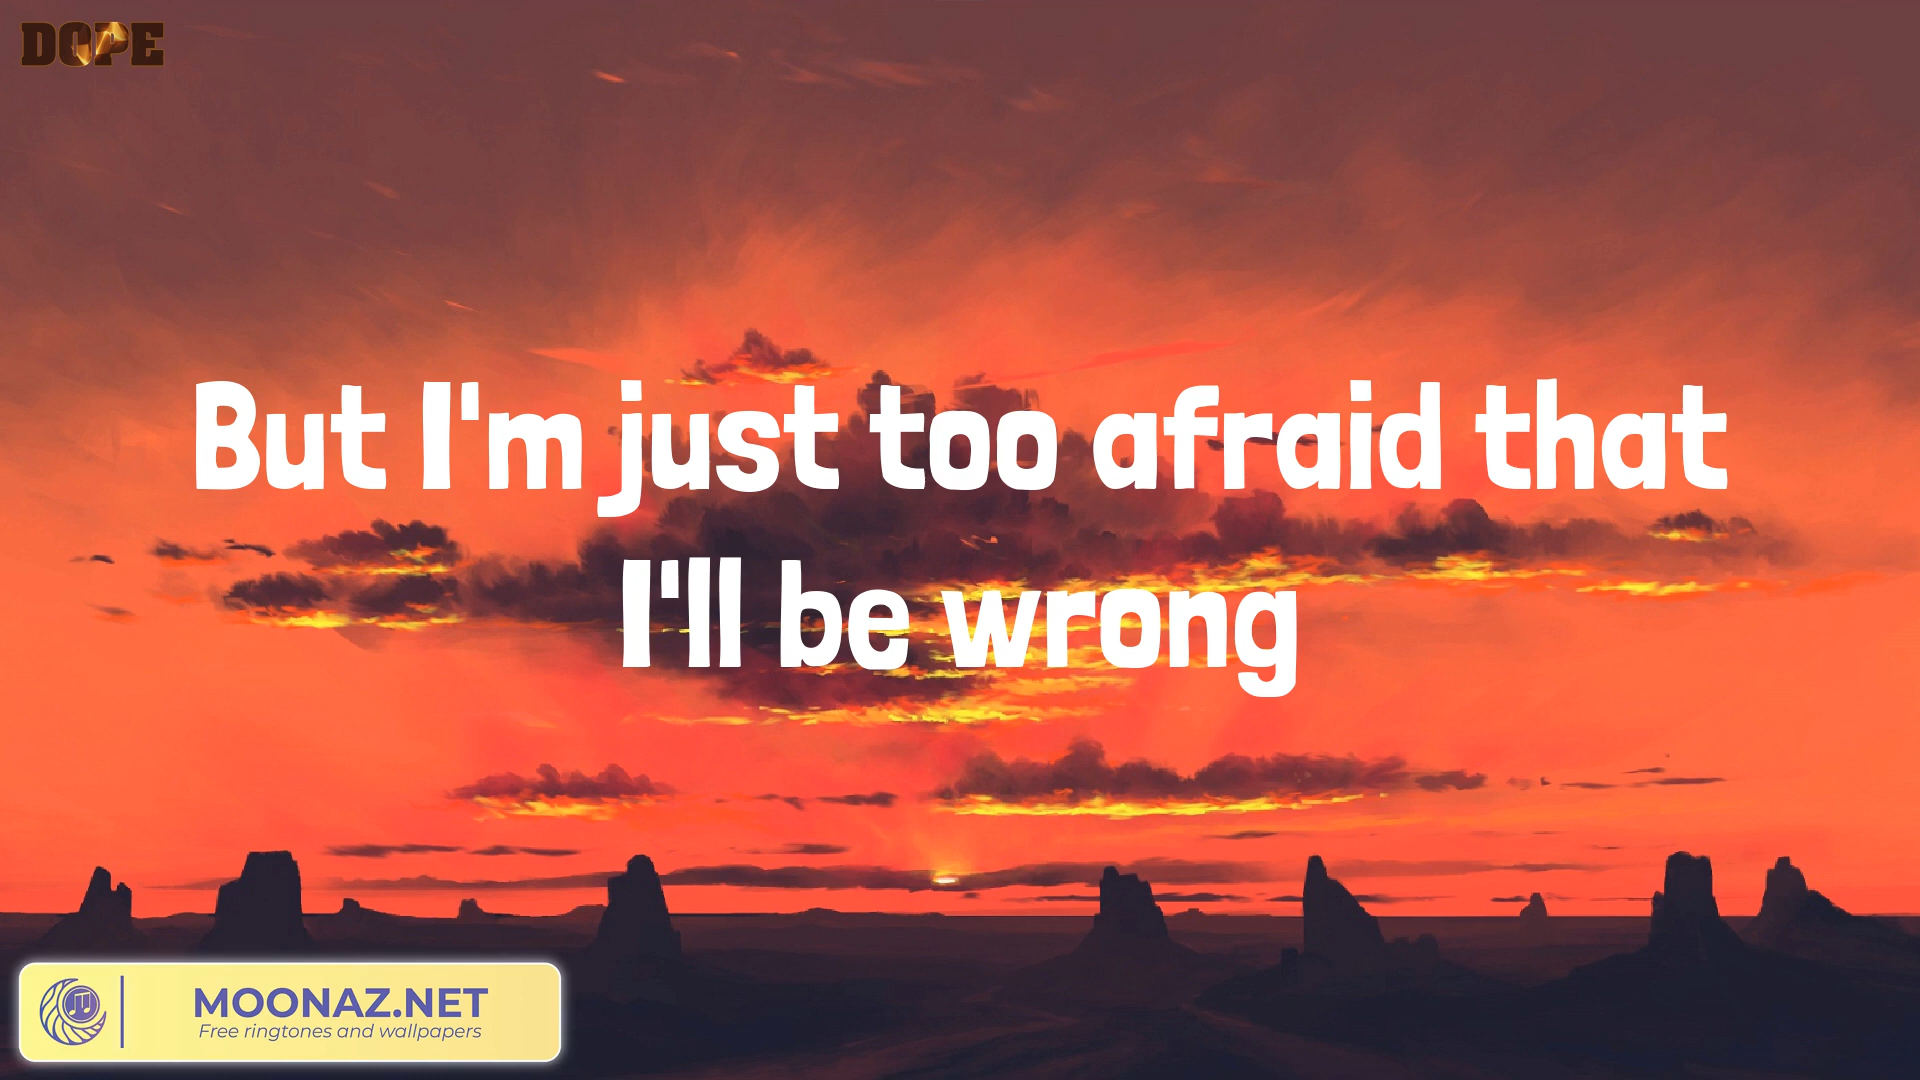 DOPE
But I'm just too afraid that
I'll be wrong
MOONAZ.NET
Free ringtones and wallpapers